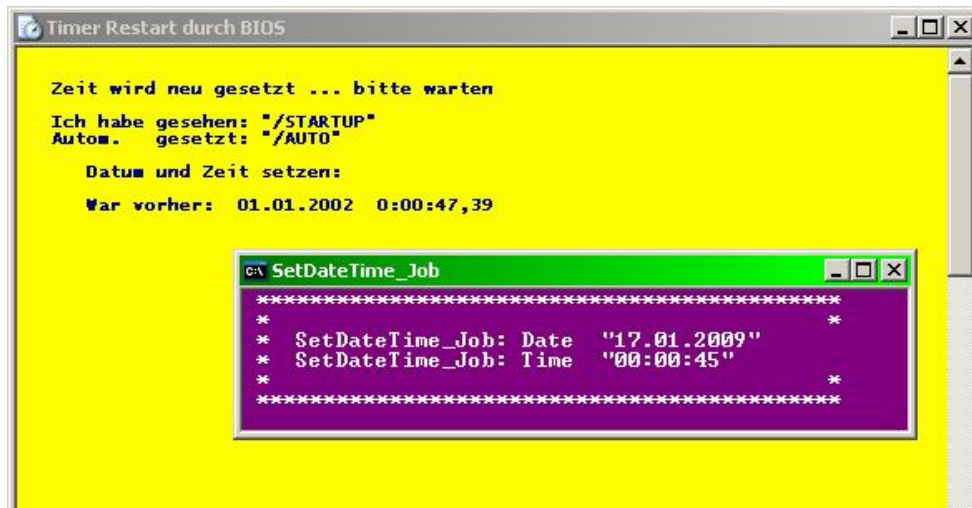 Timer Restart durch BIOS
Zeit wird neu gesetzt ... bitte warten
Ich habe gesehen: "/STARTUP"
Autom.   gesetzt: "/AUTO"
Datum und Zeit setzen:
War vorher:  01.01.2002  0:00:47,39
C:\ SetDateTime_Job
********************************************
*                                          *
*  SetDateTime_Job: Date  "17.01.2009"
*  SetDateTime_Job: Time  "00:00:45"
*                                          *
********************************************